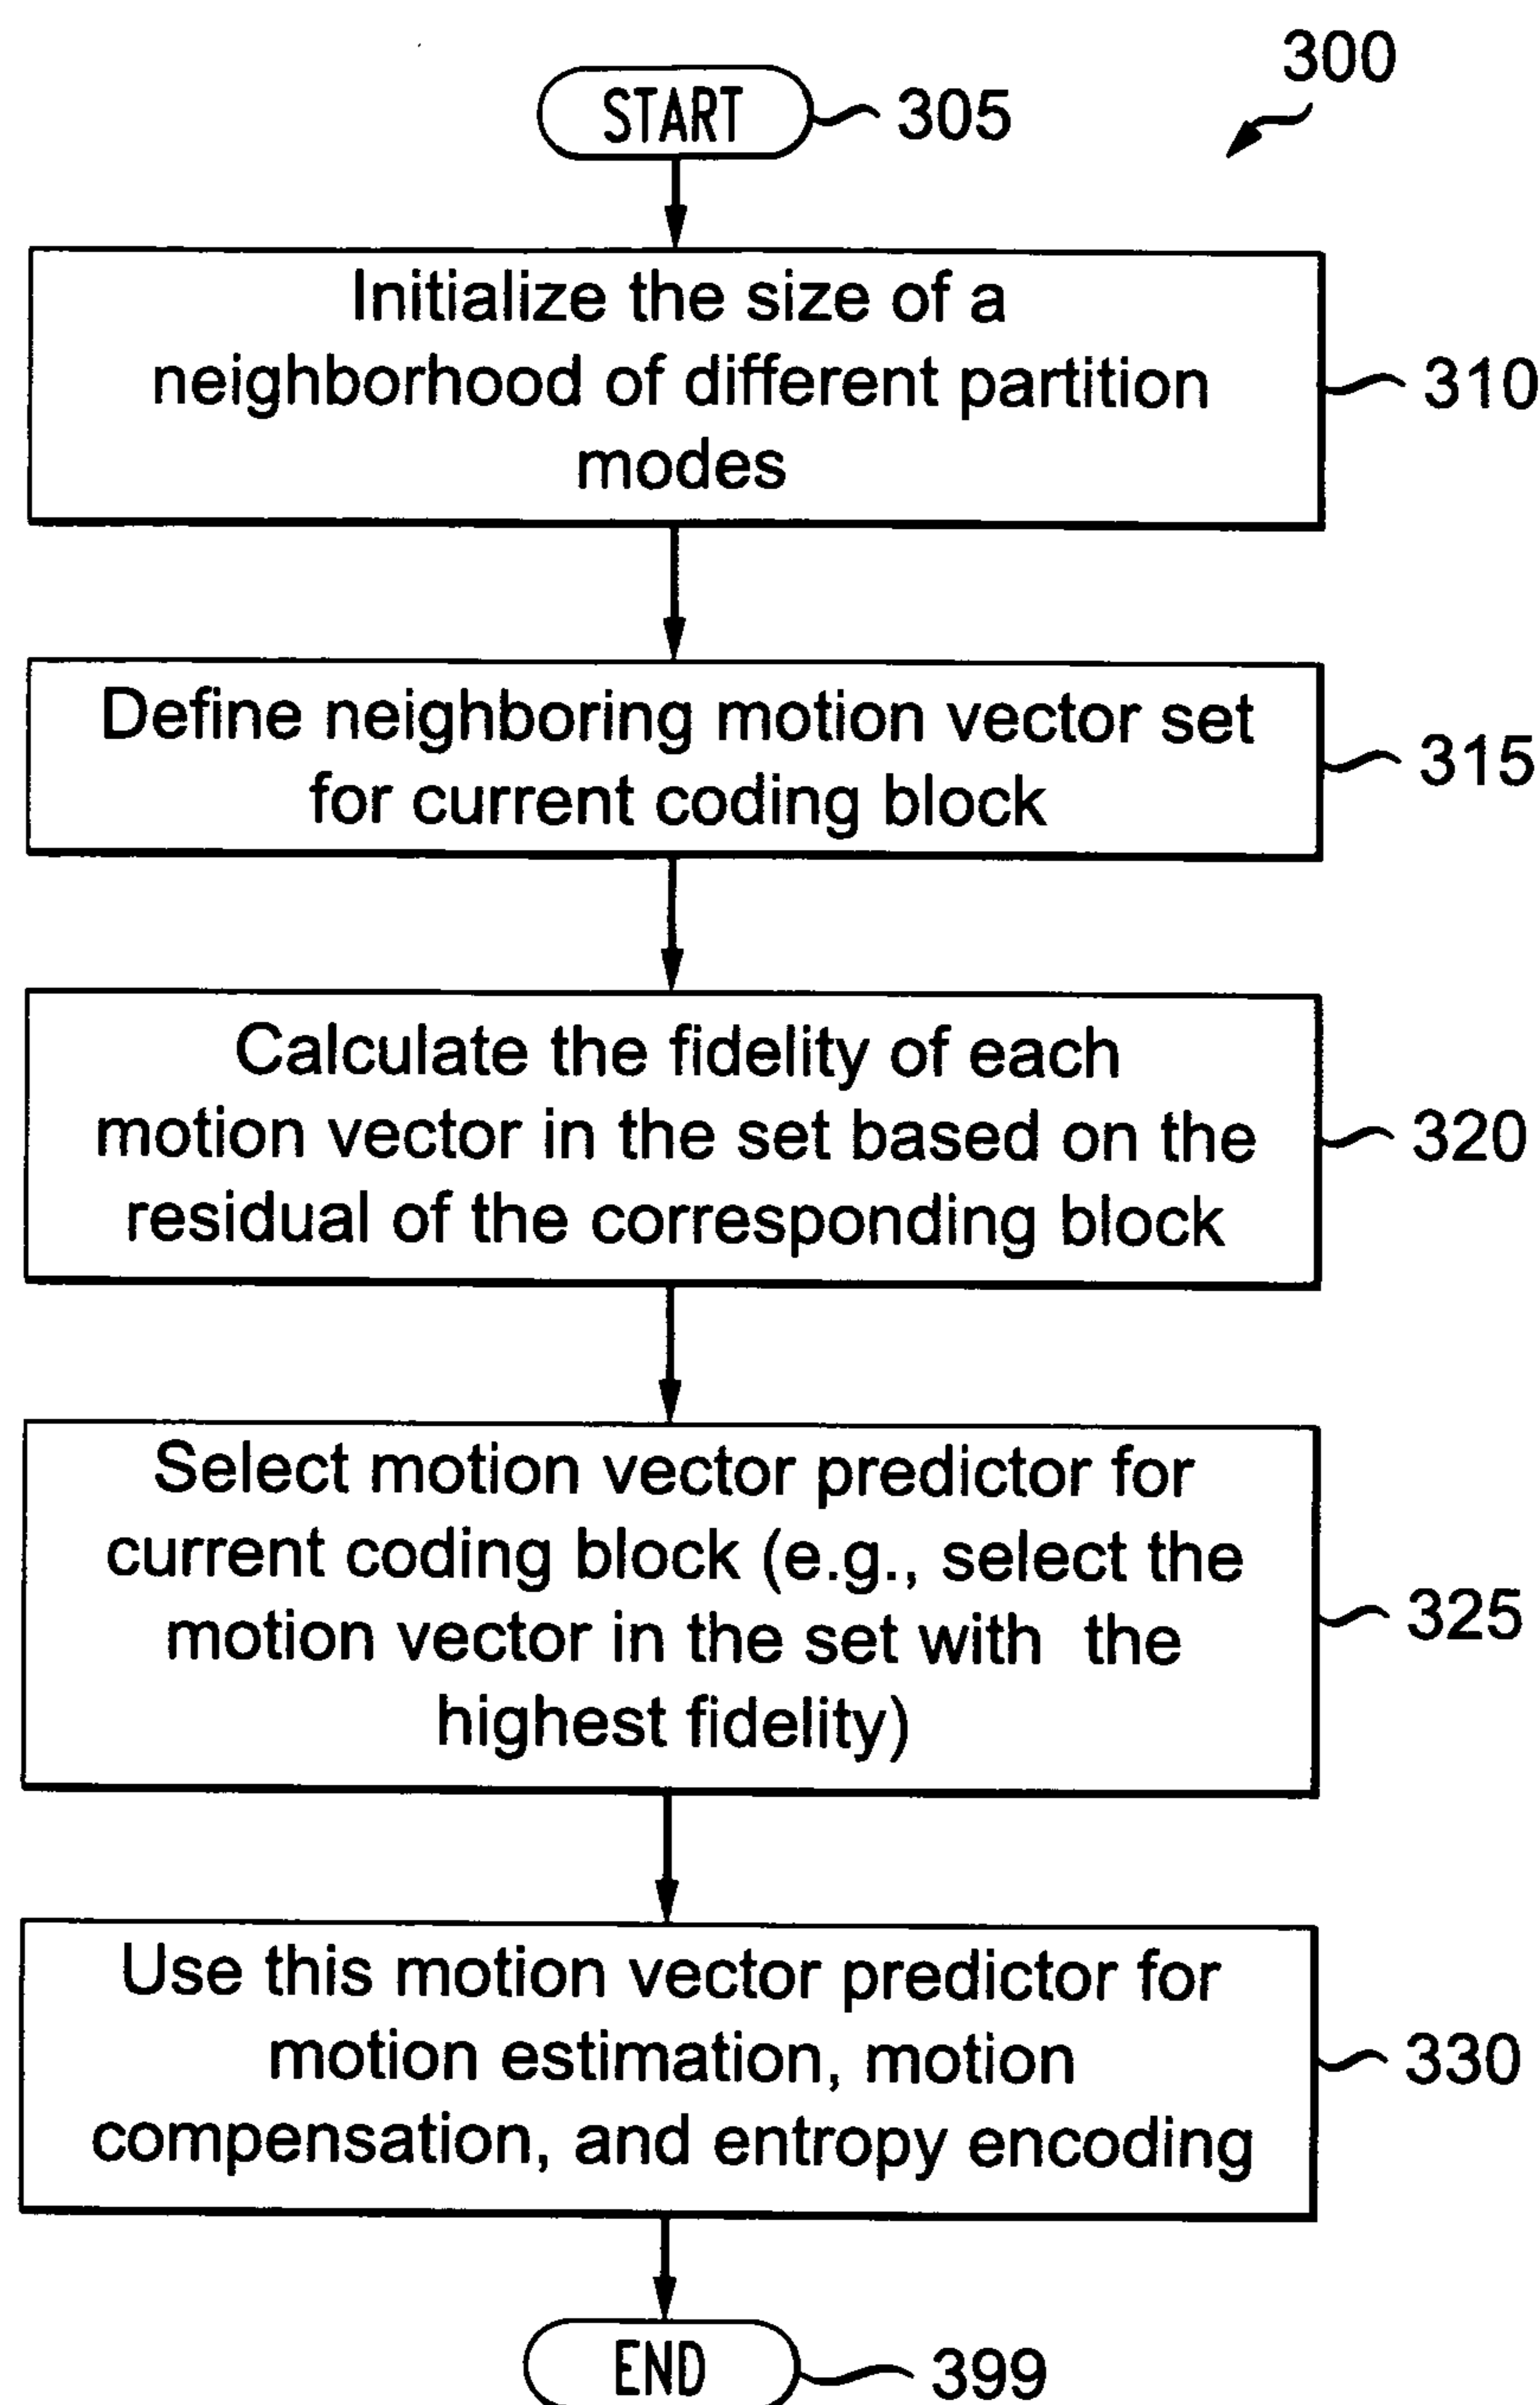 300
START
305
Initialize the size of a
neighborhood of different partition
modes
310
Define neighboring motion vector set
for current coding block
315
Calculate the fidelity of each
motion vector in the set based on the
residual of the corresponding block
320
Select motion vector predictor for
current coding block (e.g., select the
motion vector in the set with the
highest fidelity)
325
Use this motion vector predictor for
motion estimation, motion
compensation, and entropy encoding
330
END
399